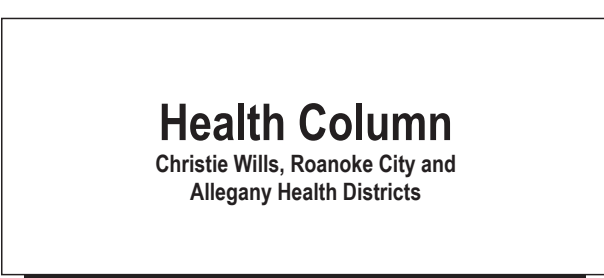 Health Column
Christie Wills, Roanoke City and
Allegany Health Districts